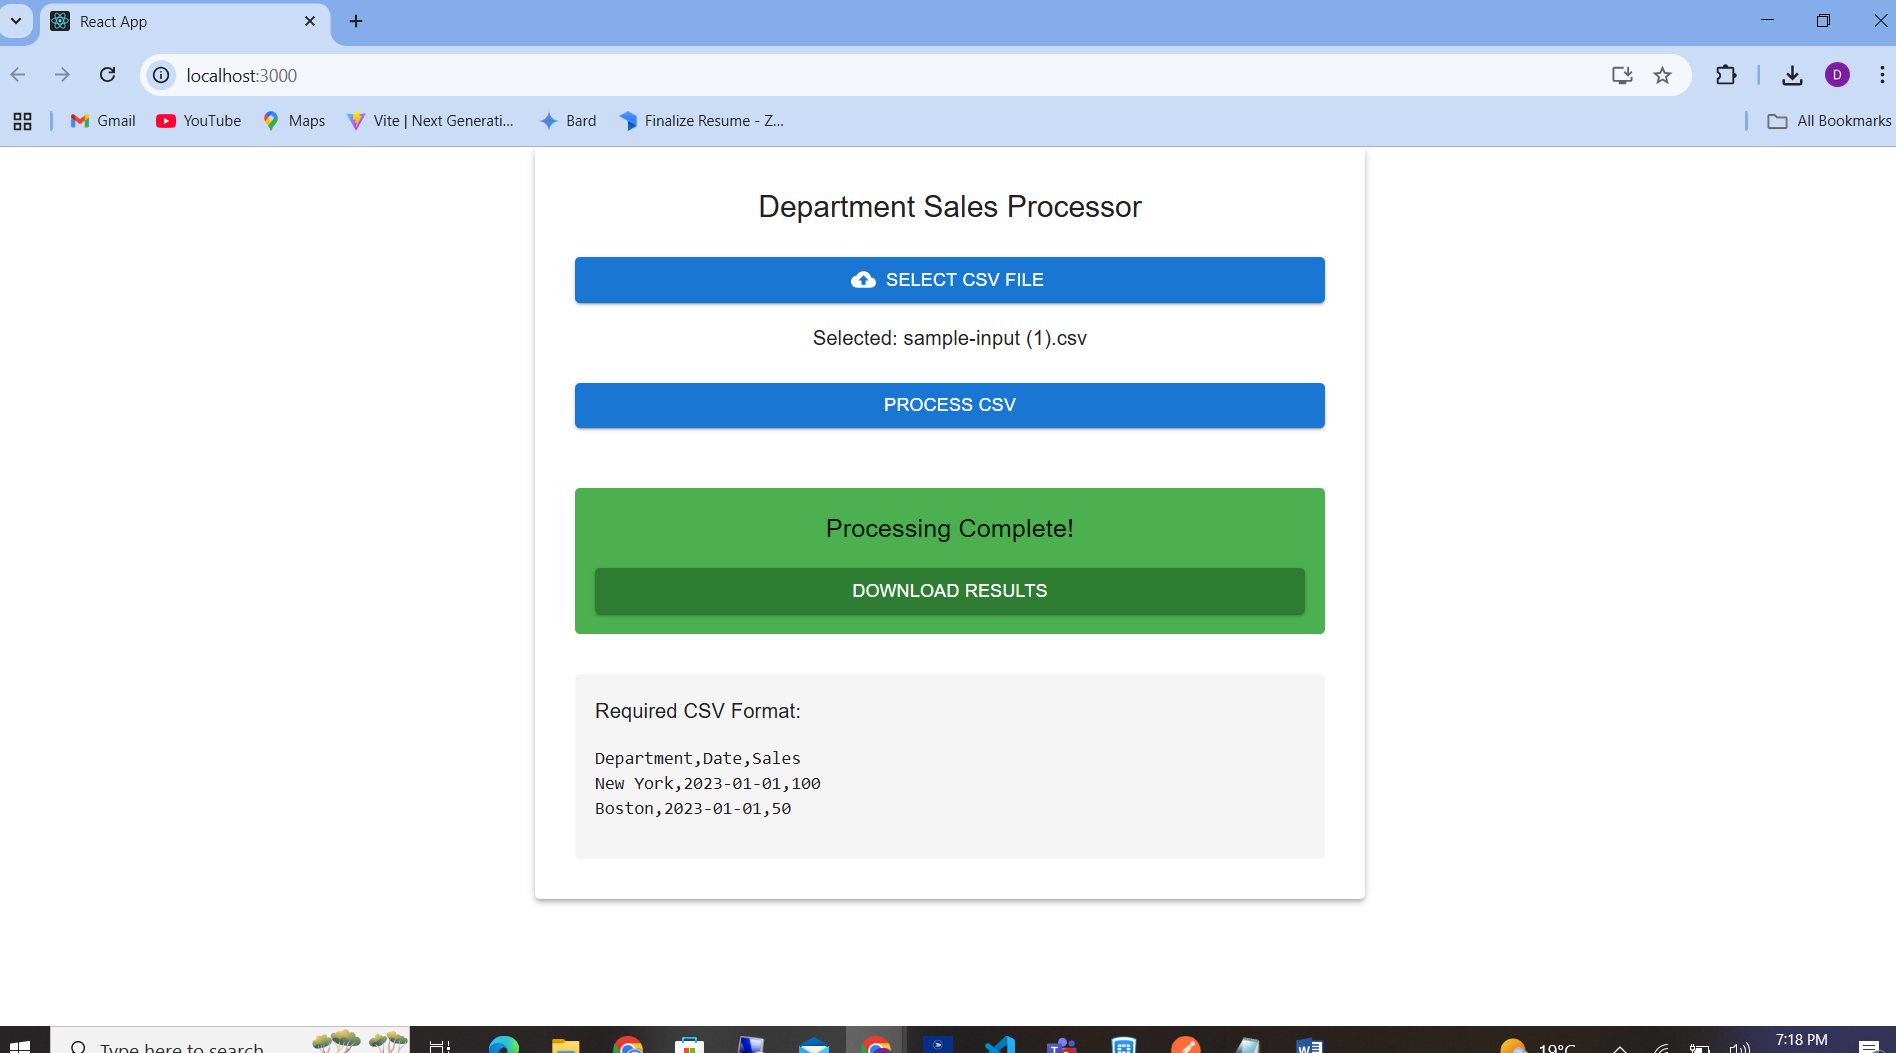 React App
localhost:3000
D
Gmail
YouTube
Maps
Vite | Next Generati...
Bard
Finalize Resume - Z...
All Bookmarks
Department Sales Processor
SELECT CSV FILE
Selected: sample-input (1).csv
PROCESS CSV
Processing Complete!
DOWNLOAD RESULTS
Required CSV Format:
Department,Date,Sales
New York,2023-01-01,100
Boston,2023-01-01,50
Type here to search
19°C
7:18 PM